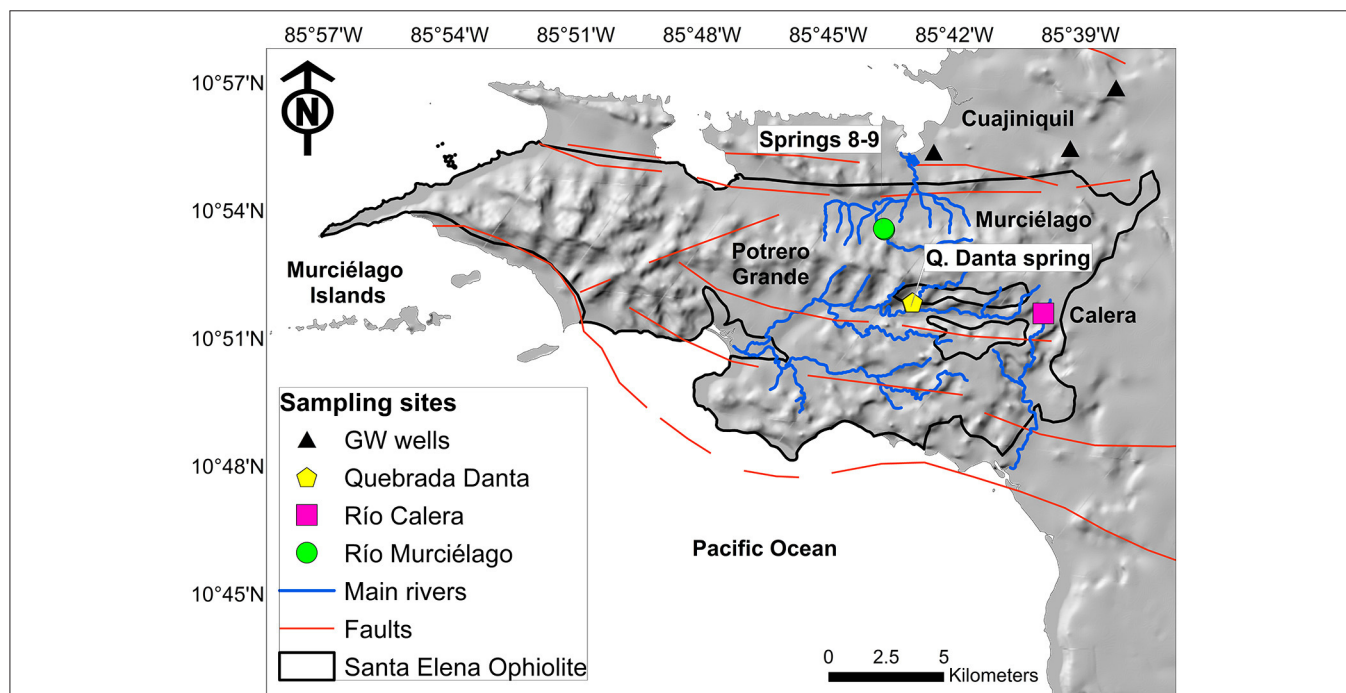 85°57'W 85°54'W 85°51'W 85°48'W 85°45'W 85°42'W 85°39'W
10°57'N
10°54'N
10°51'N
10°48'N
10°45'N
N
Cuajiniquil
Springs 8-9
Murciélago
Potrero
Grande
Q. Danta spring
Murciélago
Islands
Calera
Pacific Ocean
Sampling sites
GW wells
Quebrada Danta
Río Calera
Río Murciélago
Main rivers
Faults
Santa Elena Ophiolite
0 2.5 5
Kilometers